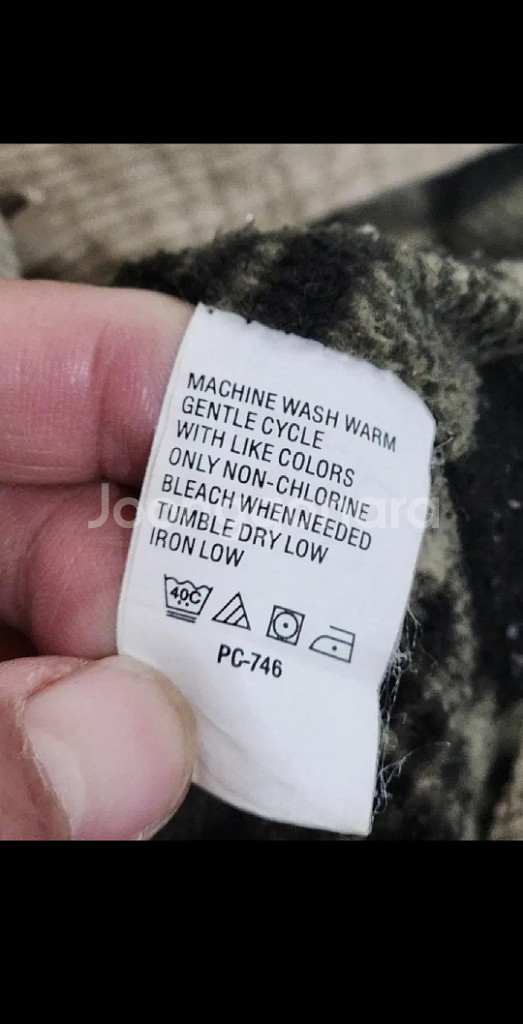 MACHINE WASH WARM
GENTLE CYCLE
WITH LIKE COLORS
ONLY NON-CHLORINE
BLEACH WHEN NEEDED
TUMBLE DRY LOW
IRON LOW
40C
PC-746